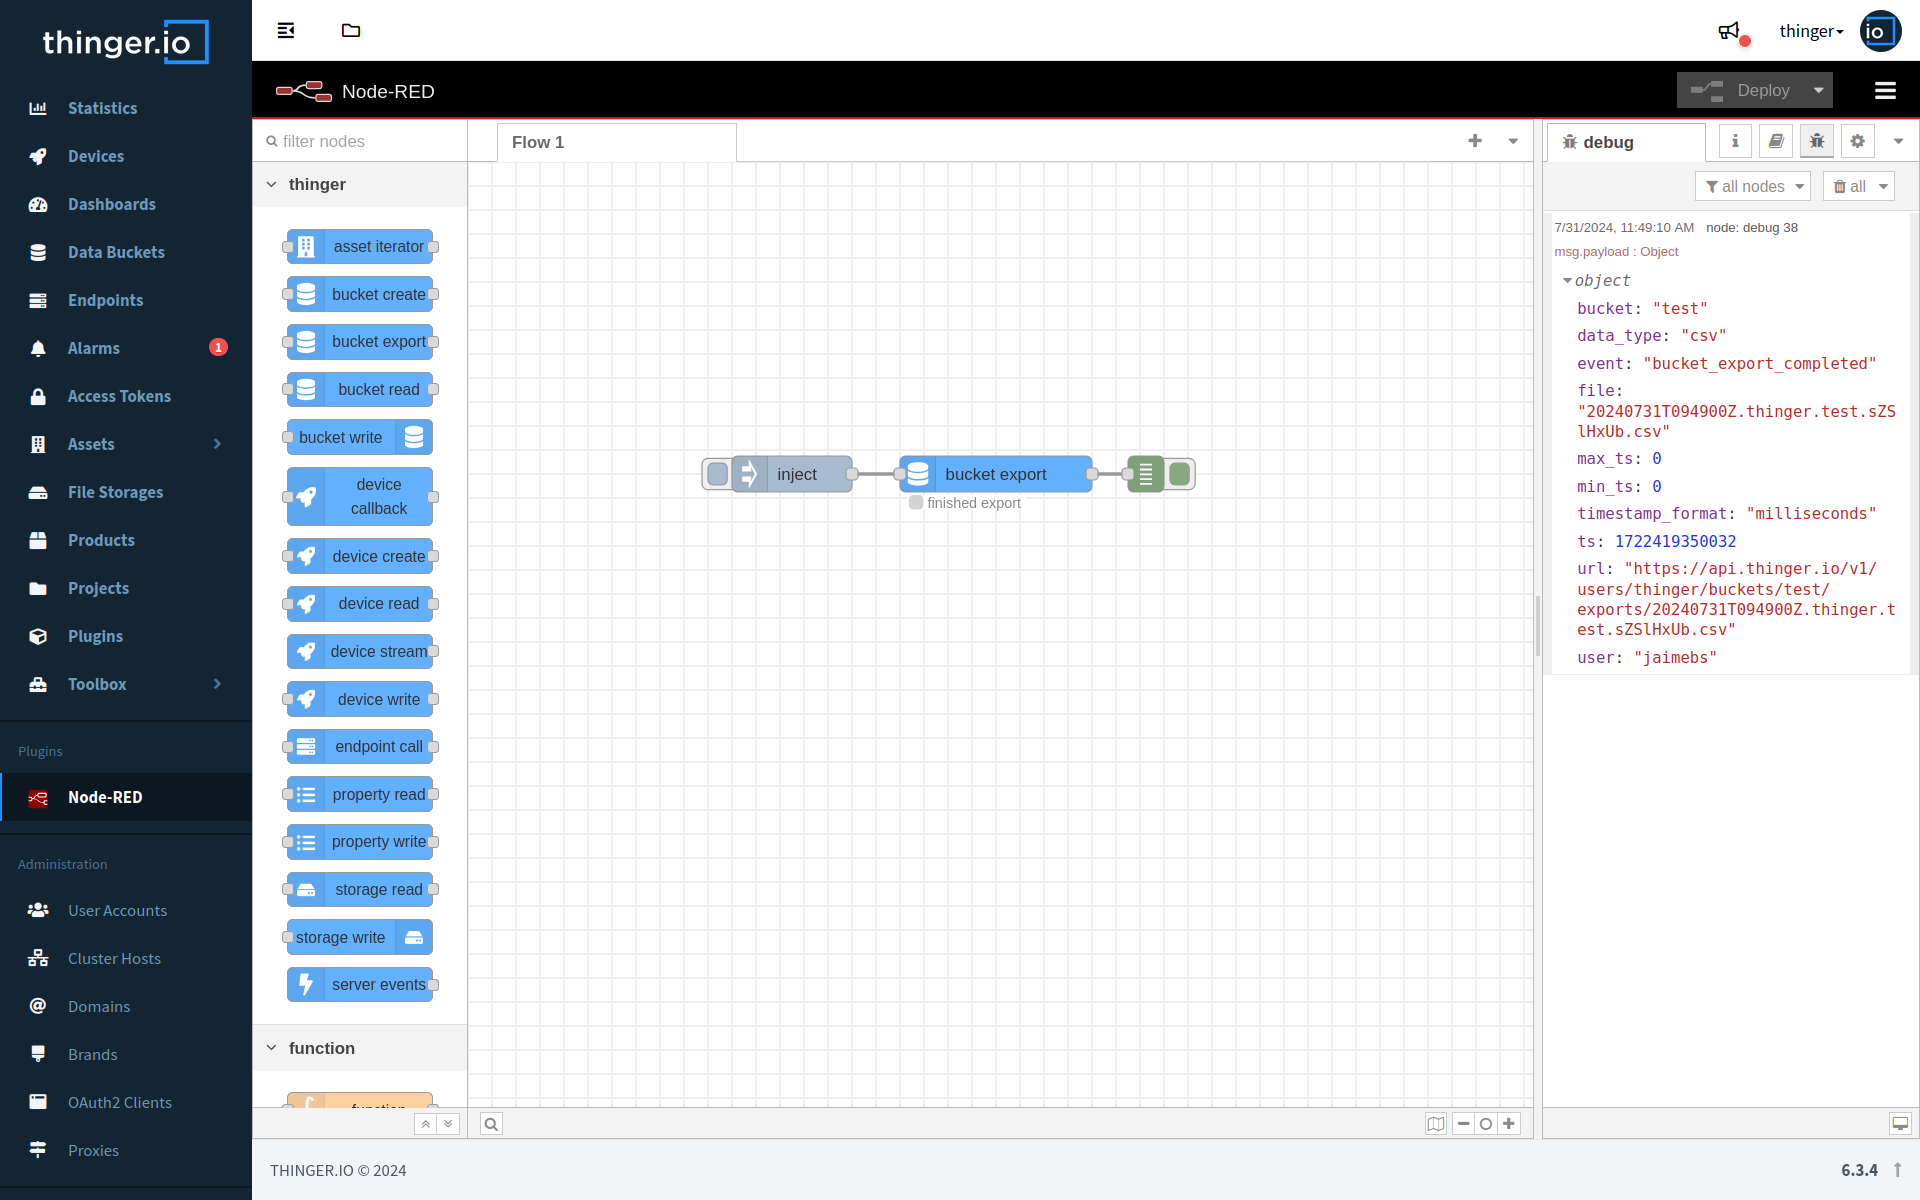 thinger.io
Statistics
Devices
Dashboards
Data Buckets
Endpoints
Alarms
1
Access Tokens
Assets
File Storages
Products
Projects
Plugins
Toolbox
Plugins
Node-RED
Administration
User Accounts
Cluster Hosts
Domains
Brands
OAuth2 Clients
Proxies
thinger
io
Node-RED
Deploy
filter nodes
thinger
asset iterator
bucket create
bucket export
bucket read
bucket write
device
callback
device create
device read
device stream
device write
endpoint call
property read
property write
storage read
storage write
server events
function
function
Flow 1
inject
bucket export
finished export
debug
all nodes
all
7/31/2024, 11:49:10 AM node: debug 38
msg.payload : Object
object
bucket: "test"
data_type: "csv"
event: "bucket_export_completed"
file:
"20240731T094900Z.thinger.test.sZS
lHxUb.csv"
max_ts: 0
min_ts: 0
timestamp_format: "milliseconds"
ts: 1722419350032
url: "https://api.thinger.io/v1/
users/thinger/buckets/test/
exports/20240731T094900Z.thinger.t
est.sZSlHxUb.csv"
user: "jaimebs"
THINGER.IO © 2024
6.3.4